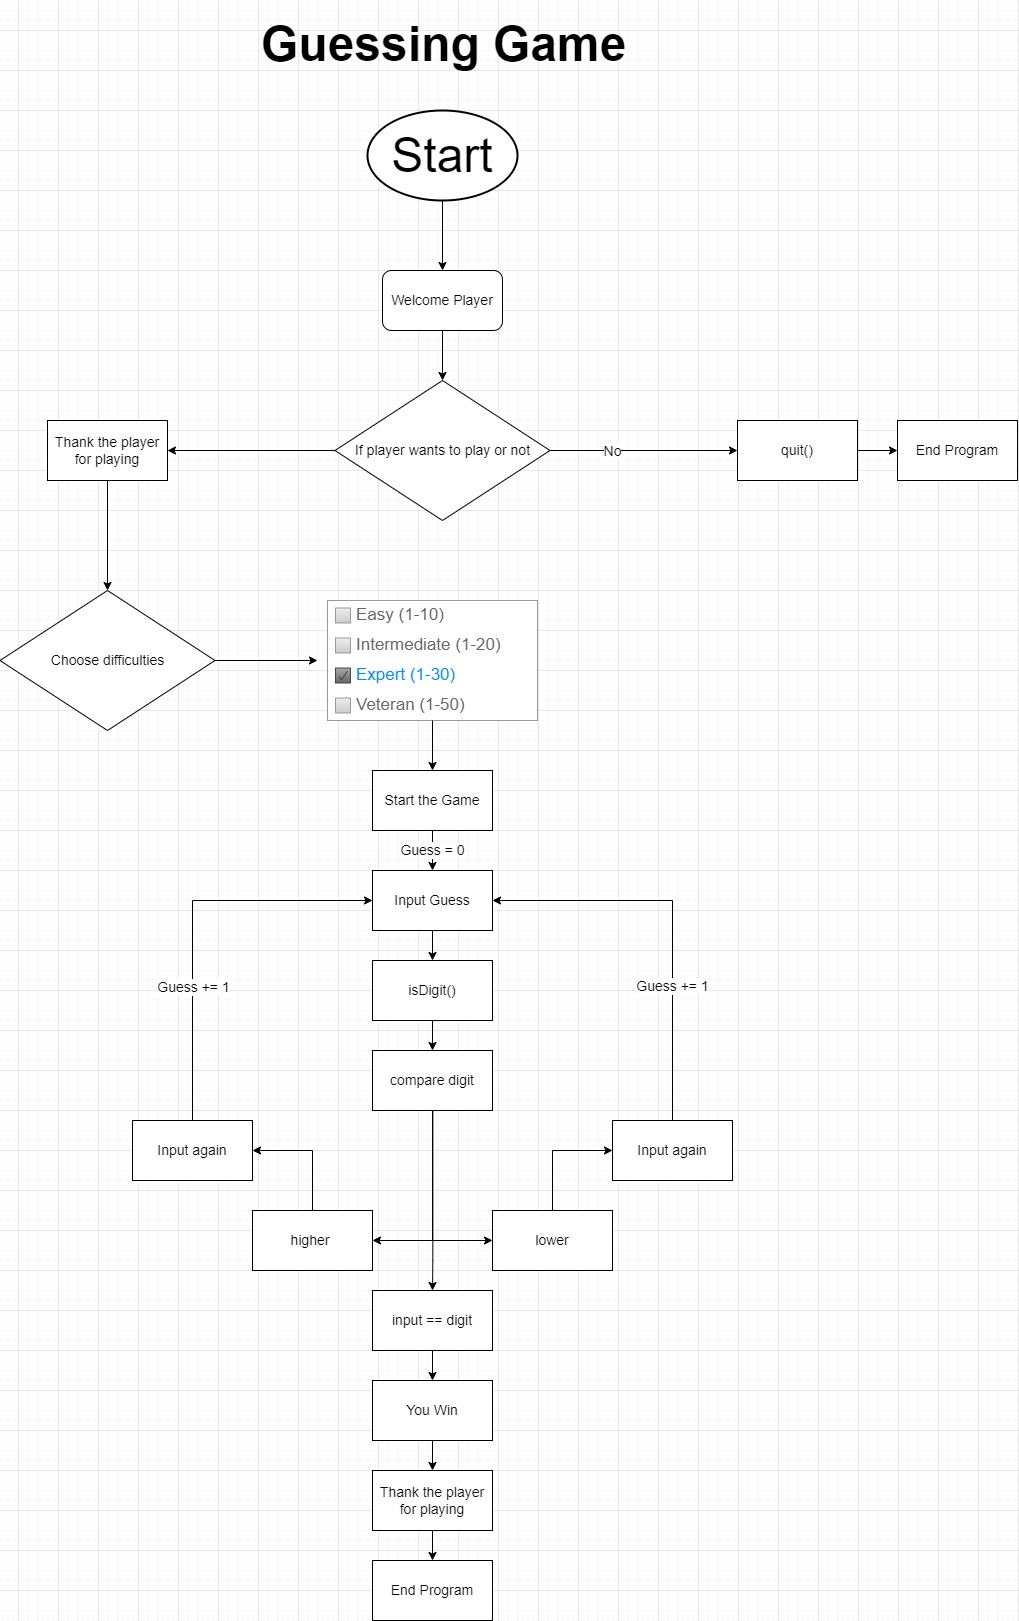 Guessing Game
Start
Welcome Player
If player wants to play or not
No
quit()
End Program
Thank the player
for playing
Choose difficulties
Easy (1-10)
Intermediate (1-20)
Expert (1-30)
Veteran (1-50)
Start the Game
Guess = 0
Input Guess
Guess += 1
Guess += 1
isDigit()
compare digit
Input again
Input again
higher
lower
input == digit
You Win
Thank the player
for playing
End Program